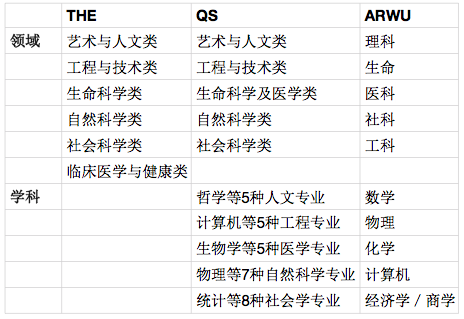 THE QS ARWU
领域 艺术与人文类 艺术与人文类 理科
工程与技术类 工程与技术类 生命
生命科学类 生命科学及医学类 医科
自然科学类 自然科学类 社科
社会科学类 社会科学类 工科
临床医学与健康类
学科 哲学等5种人文专业 数学
计算机等5种工程专业 物理
生物学等5种医学专业 化学
物理等7种自然科学专业 计算机
统计等8种社会学专业 经济学 / 商学